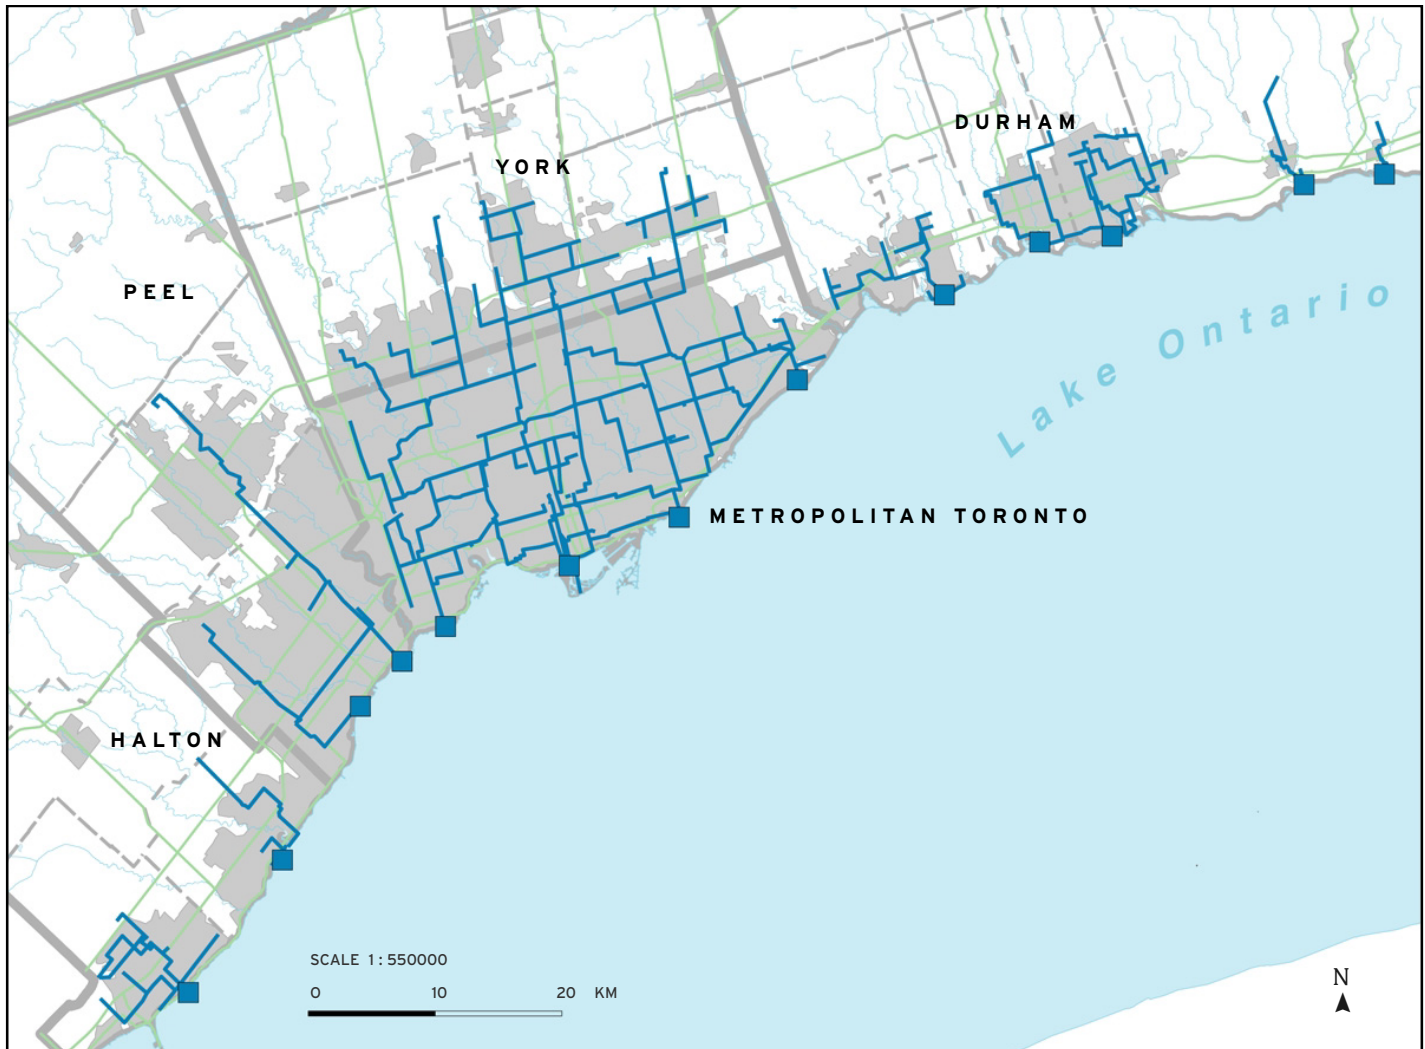 DURHAM
YORK
PEEL
Lake Ontario
METROPOLITAN TORONTO
HALTON
SCALE 1:550000
0 10 20 KM
N